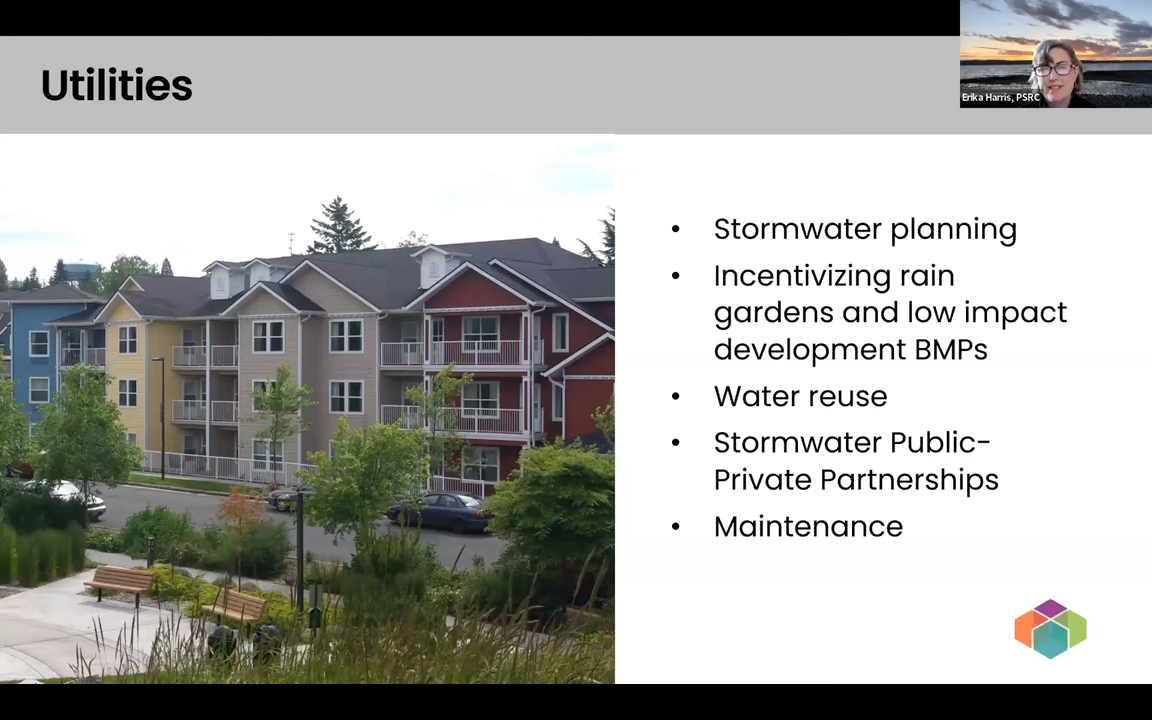 Utilities
Erika Harris, PSRC
• Stormwater planning
• Incentivizing rain
gardens and low impact
development BMPs
• Water reuse
• Stormwater Public-
Private Partnerships
• Maintenance